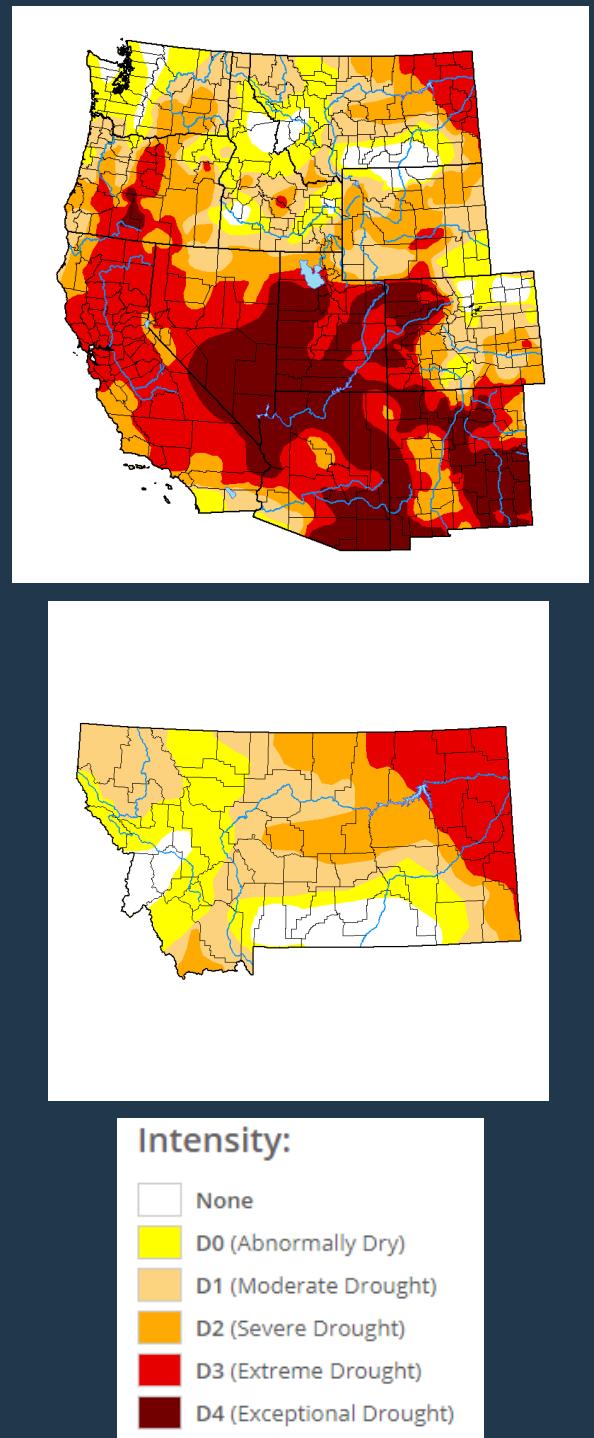 Intensity:
None
D0 (Abnormally Dry)
D1 (Moderate Drought)
D2 (Severe Drought)
D3 (Extreme Drought)
D4 (Exceptional Drought)